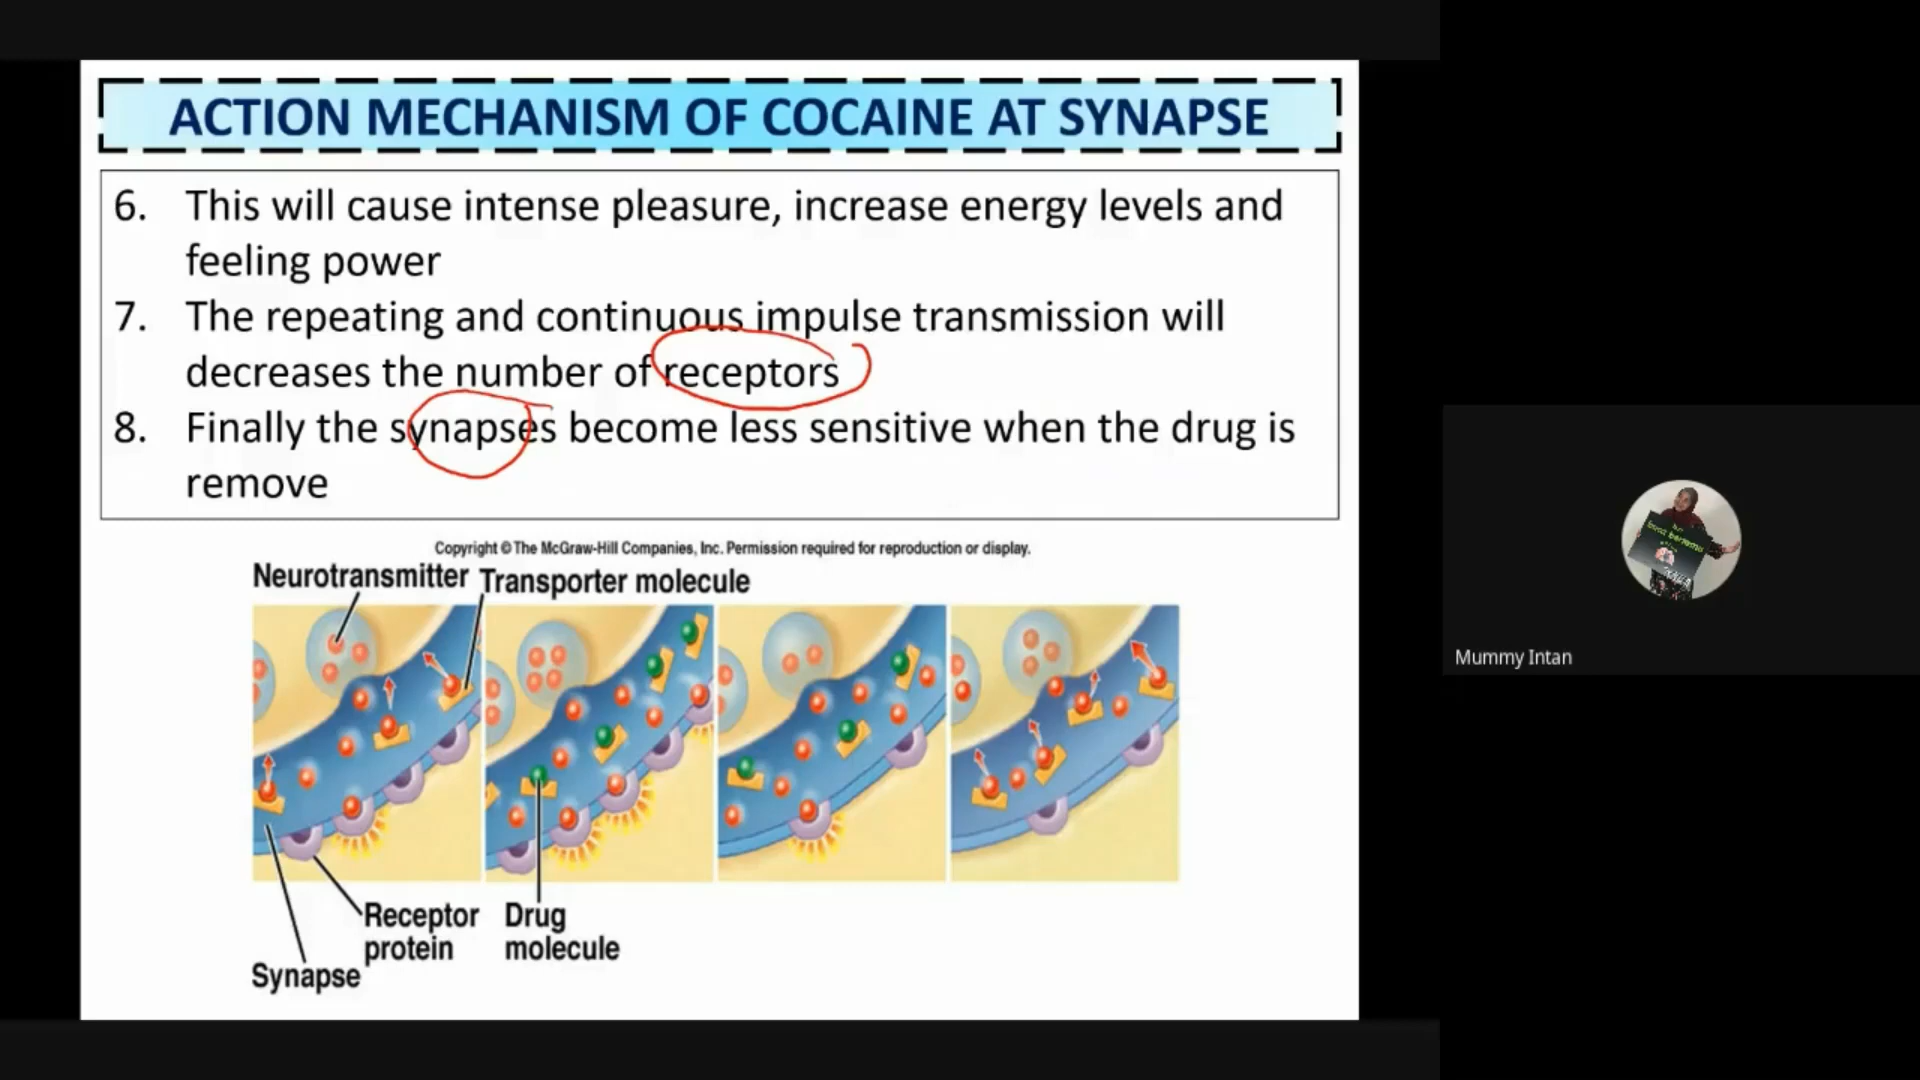 ACTION MECHANISM OF COCAINE AT SYNAPSE
6. This will cause intense pleasure, increase energy levels and
feeling power
7. The repeating and continuous impulse transmission will
decreases the number of receptors
8. Finally the synapses become less sensitive when the drug is
remove
Copyright © The McGraw-Hill Companies, Inc. Permission required for reproduction or display.
Neurotransmitter
Transporter molecule
Receptor
protein
Drug
molecule
Synapse
Mummy Intan